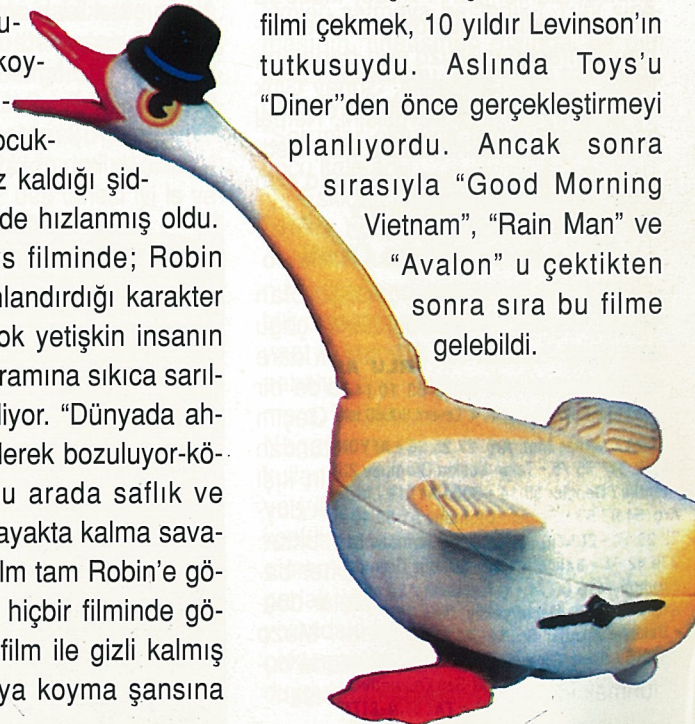 u-
koy-
-
ocuk-
z kaldığı şid-
de hızlanmış oldu.
s filminde; Robin
nlandırdığı karakter
ok yetişkin insanın
ramına sıkıca sarıl-
liyor. “Dünyada ah-
lerek bozuluyor-kö-
u arada saflık ve
ayakta kalma sava-
lm tam Robin’e gö-
hiçbir filminde gö-
film ile gizli kalmış
ya koyma şansına
filmi çekmek, 10 yıldır Levinson’ın
tutkusuydu. Aslında Toys’u
“Diner”den önce gerçekleştirmeyi
planlıyordu. Ancak sonra
sırasıyla “Good Morning
Vietnam”, “Rain Man” ve
“Avalon” u çektikten
sonra sıra bu filme
gelebildi.